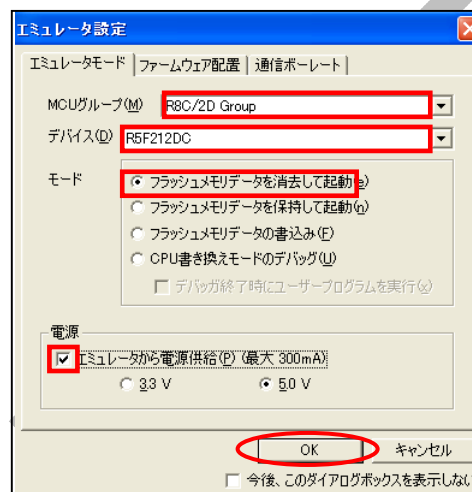 エミュレータ設定
エミュレータモード ファームウェア配置 通信ボーレート
MCUグループ(M) R8C/2D Group
デバイス(D) R5F212DC
モード
フラッシュメモリデータを消去して起動(e)
フラッシュメモリデータを保持して起動(n)
フラッシュメモリデータの書込み(F)
CPU書き換えモードのデバッグ(U)
デバッガ終了時にユーザープログラムを実行(x)
電源
エミュレータから電源供給(P) (最大 300mA)
3.3 V 5.0 V
OK キャンセル
今後、このダイアログボックスを表示しない